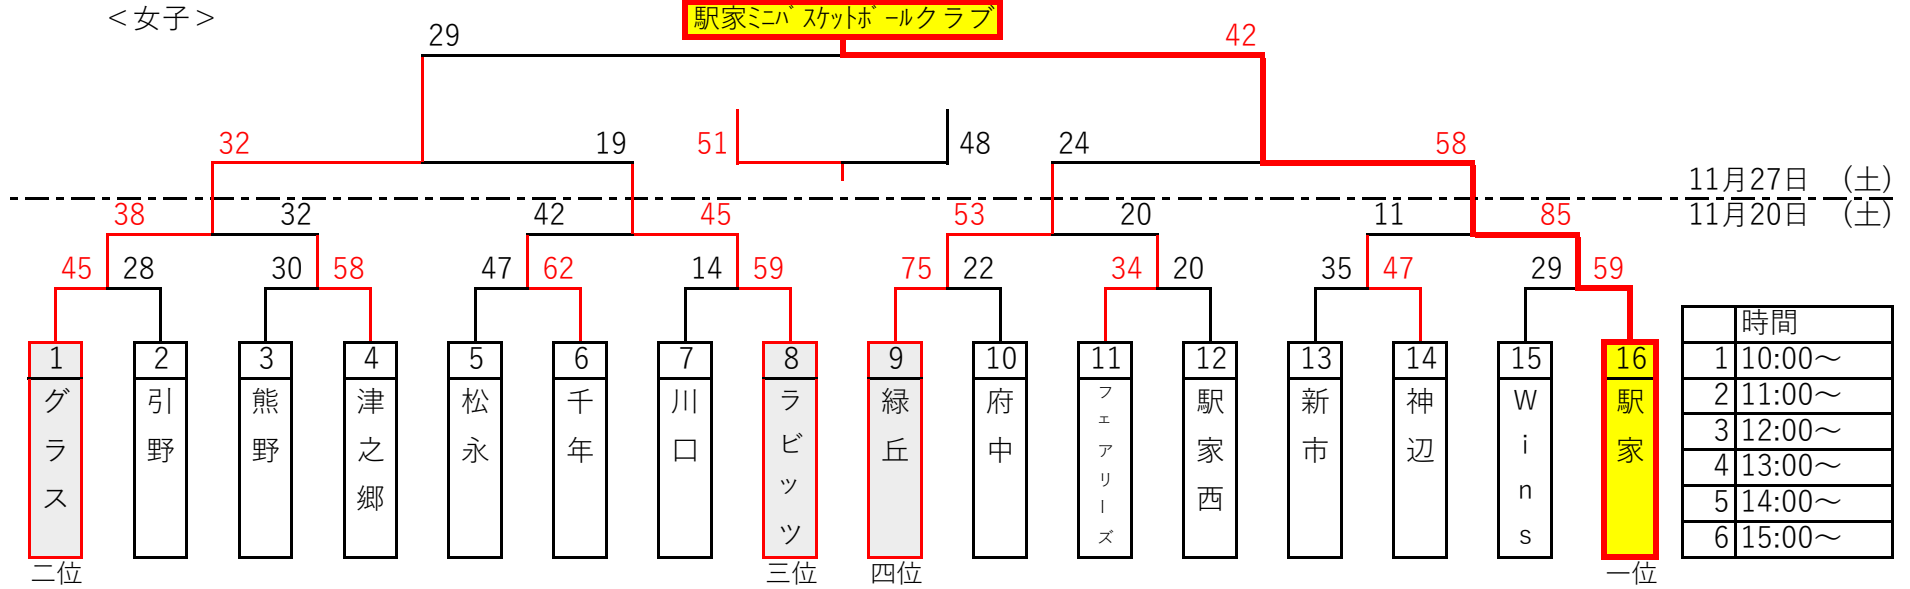 ＜女子＞
駅家ﾐﾆﾊﾞｽｹｯﾄﾎﾞｰﾙクラブ
29 42
32 19 51 48 24 58
11月27日 (土)
38 32 42 45 53 20 11 85
11月20日 (土)
45 28 30 58 47 62 14 59 75 22 34 20 35 47 29 59
1 グラス
2 引野
3 熊野
4 津之郷
5 松永
6 千年
7 川口
8 ラビッツ
9 緑丘
10 府中
11 フェアリーズ
12 駅家西
13 新市
14 神辺
15 Wins
16 駅家
二位 三位 四位 一位
時間
1 10:00～
2 11:00～
3 12:00～
4 13:00～
5 14:00～
6 15:00～